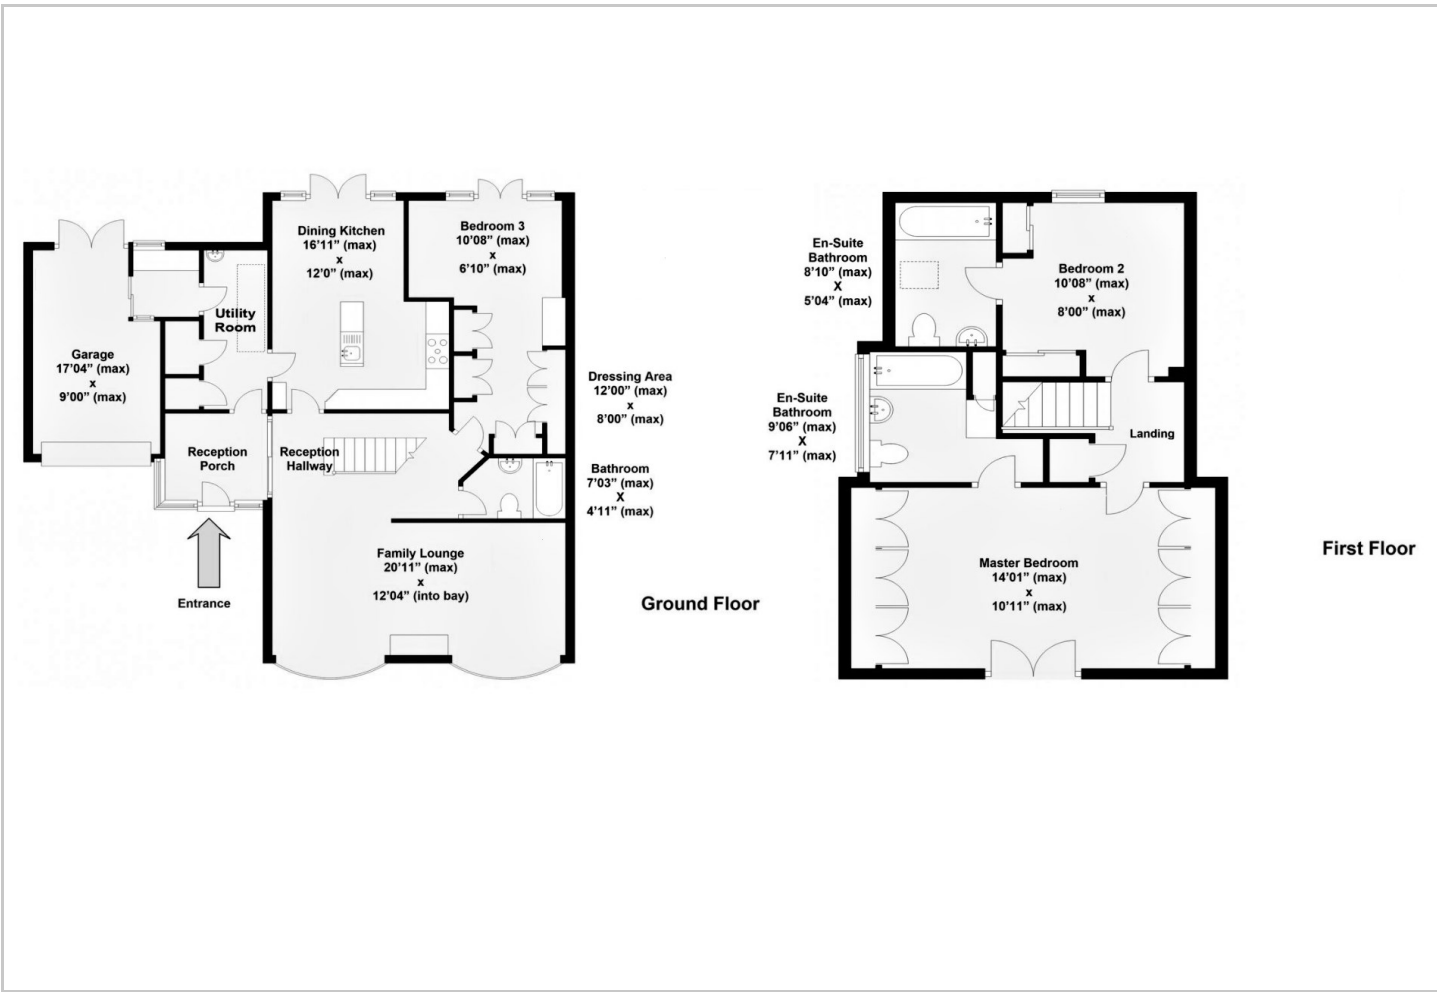 Dining Kitchen
16'11" (max)
x
12'0" (max)
Bedroom 3
10'08" (max)
x
6'10" (max)
Utility
Room
Garage
17'04" (max)
x
9'00" (max)
Dressing Area
12'00" (max)
x
8'00" (max)
Reception
Porch
Reception
Hallway
Bathroom
7'03" (max)
X
4'11" (max)
Family Lounge
20'11" (max)
x
12'04" (into bay)
Entrance
Ground Floor
En-Suite
Bathroom
8'10" (max)
X
5'04" (max)
Bedroom 2
10'08" (max)
x
8'00" (max)
En-Suite
Bathroom
9'06" (max)
X
7'11" (max)
Landing
Master Bedroom
14'01" (max)
x
10'11" (max)
First Floor